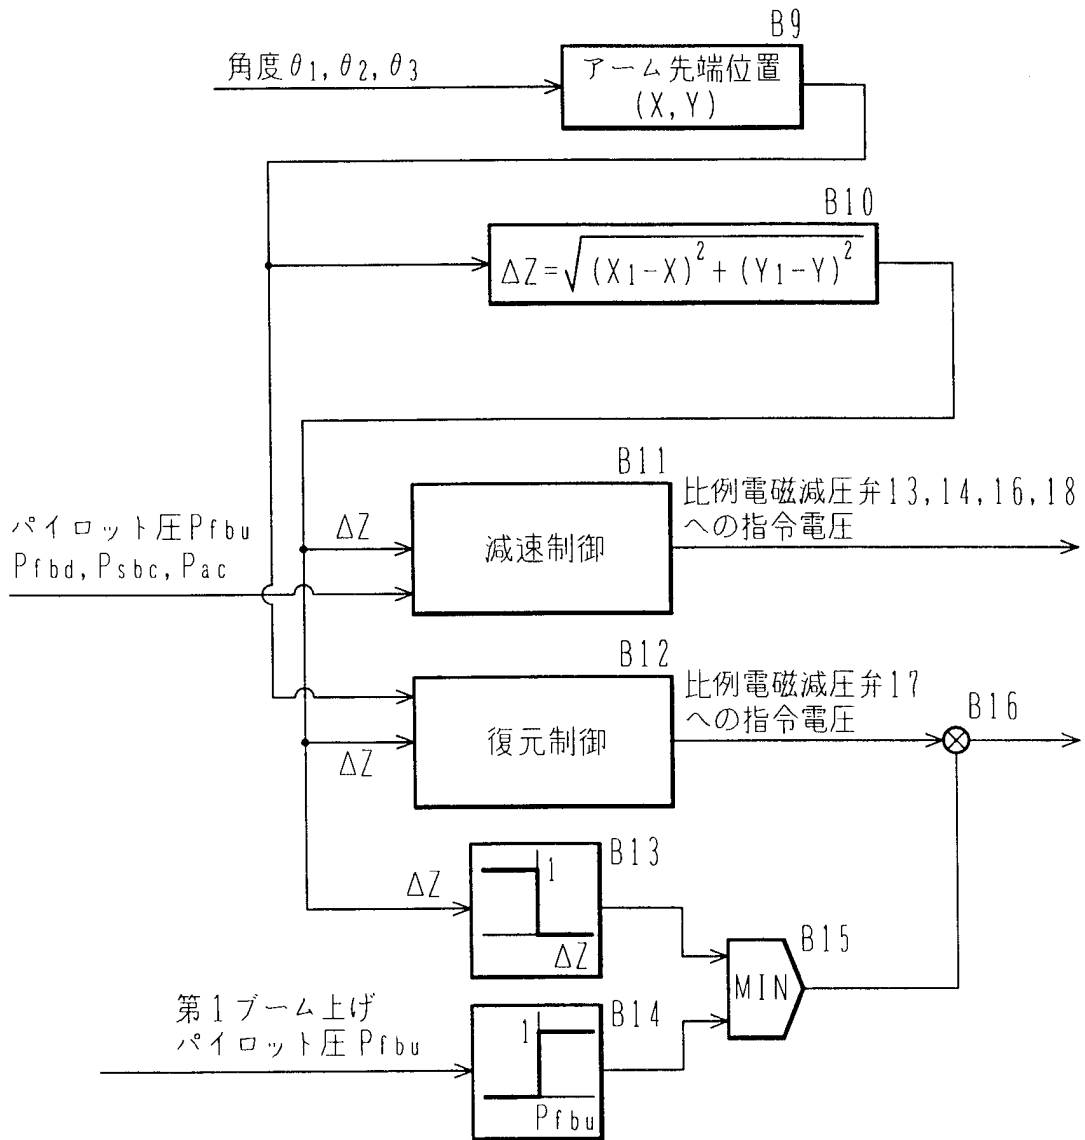 B9
角度θ1,θ2,θ3
アーム先端位置
(X,Y)
B10
ΔZ=√(X1-X)²+(Y1-Y)²
B11
パイロット圧Pfbu
Pfbd,Psbc,Pac
ΔZ
減速制御
比例電磁減圧弁13,14,16,18
への指令電圧
B12
ΔZ
復元制御
比例電磁減圧弁17
への指令電圧
B16
B13
ΔZ
1
ΔZ
B15
MIN
B14
第1ブーム上げ
パイロット圧Pfbu
1
Pfbu